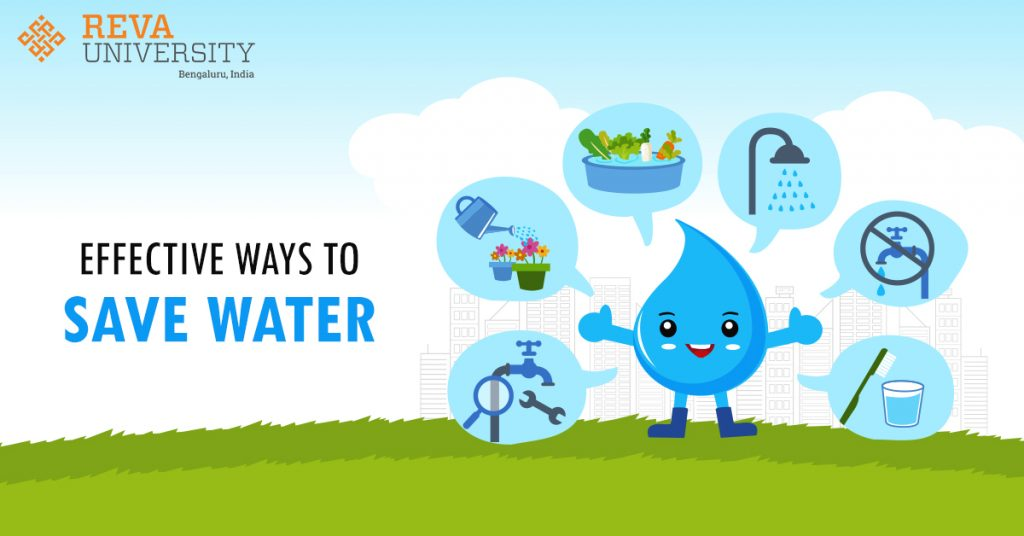 REVA
UNIVERSITY
Bengaluru, India
EFFECTIVE WAYS TO
SAVE WATER